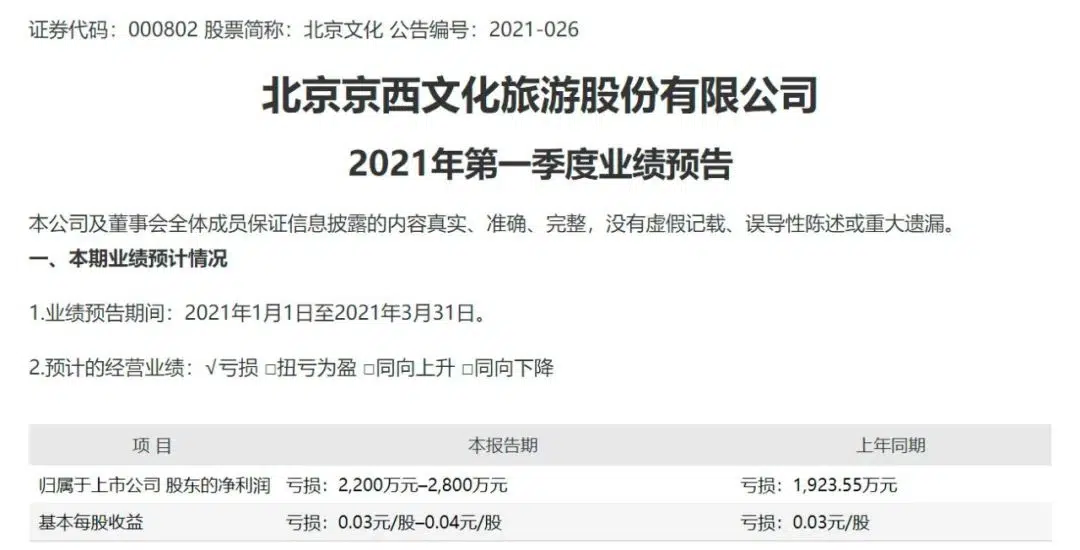 证券代码：000802 股票简称：北京文化 公告编号：2021-026
北京京西文化旅游股份有限公司
2021年第一季度业绩预告
本公司及董事会全体成员保证信息披露的内容真实、准确、完整，没有虚假记载、误导性陈述或重大遗漏。
一、本期业绩预计情况
1.业绩预告期间：2021年1月1日至2021年3月31日。
2.预计的经营业绩：√亏损 □扭亏为盈 □同向上升 □同向下降
项 目 本报告期 上年同期
归属于上市公司 股东的净利润 亏损：2,200万元–2,800万元 亏损：1,923.55万元
基本每股收益 亏损：0.03元/股–0.04元/股 亏损：0.03元/股